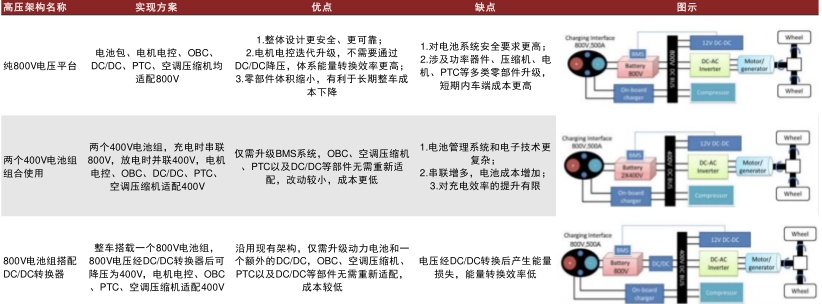 高压架构名称 实现方案 优点 缺点 图示
纯800V电压平台
电池包、电机电控、OBC、
DC/DC、PTC、空调压缩机均
适配800V
1.整体设计更安全、更可靠；
2.电机电控迭代升级，不需要通过
DC/DC降压，体系能量转换效率更高；
3.零部件体积缩小，有利于长期整车成
本下降
1.对电池系统安全要求更高；
2.涉及功率器件、压缩机、电
机、PTC等多类零部件升级，
短期内车端成本更高
Charging Interface
800V,500A
BMS
Battery
800V
On-board
charger
800V DC BUS
12V DC-DC
DC-AC
Inverter
Motor/
generator
Compressor
Wheel
Wheel
两个400V电池组
组合使用
两个400V电池组，充电时串联
800V，放电时并联400V，电机
电控、OBC、DC/DC、PTC、
空调压缩机适配400V
仅需升级BMS系统，OBC、空调压缩机
、PTC以及DC/DC等部件无需重新适
配，改动较小，成本更低
1.电池管理系统和电子技术更
复杂；
2.串联增多，电池成本增加；
3.对充电效率的提升有限
Charging Interface
800V,500A
BMS
Battery
2X400V
On-board
charger
400V DC BUS
12V DC-DC
DC-AC
Inverter
Motor/
generator
Compressor
Wheel
Wheel
800V电池组搭配
DC/DC转换器
整车搭载一个800V电池组，
800V电压经DC/DC转换器后可
降压为400V，电机电控、OBC
、PTC、空调压缩机适配400V
沿用现有架构，仅需升级动力电池和一
个额外的DC/DC，OBC、空调压缩机、
PTC以及DC/DC等部件无需重新适配，
成本较低
电压经DC/DC转换后产生能量
损失，能量转换效率低
Charging Interface
800V,500A
BMS
Battery
800V
DC/DC
On-board
charger
400V DC BUS
12V DC-DC
DC-AC
Inverter
Motor/
generator
Compressor
Wheel
Wheel